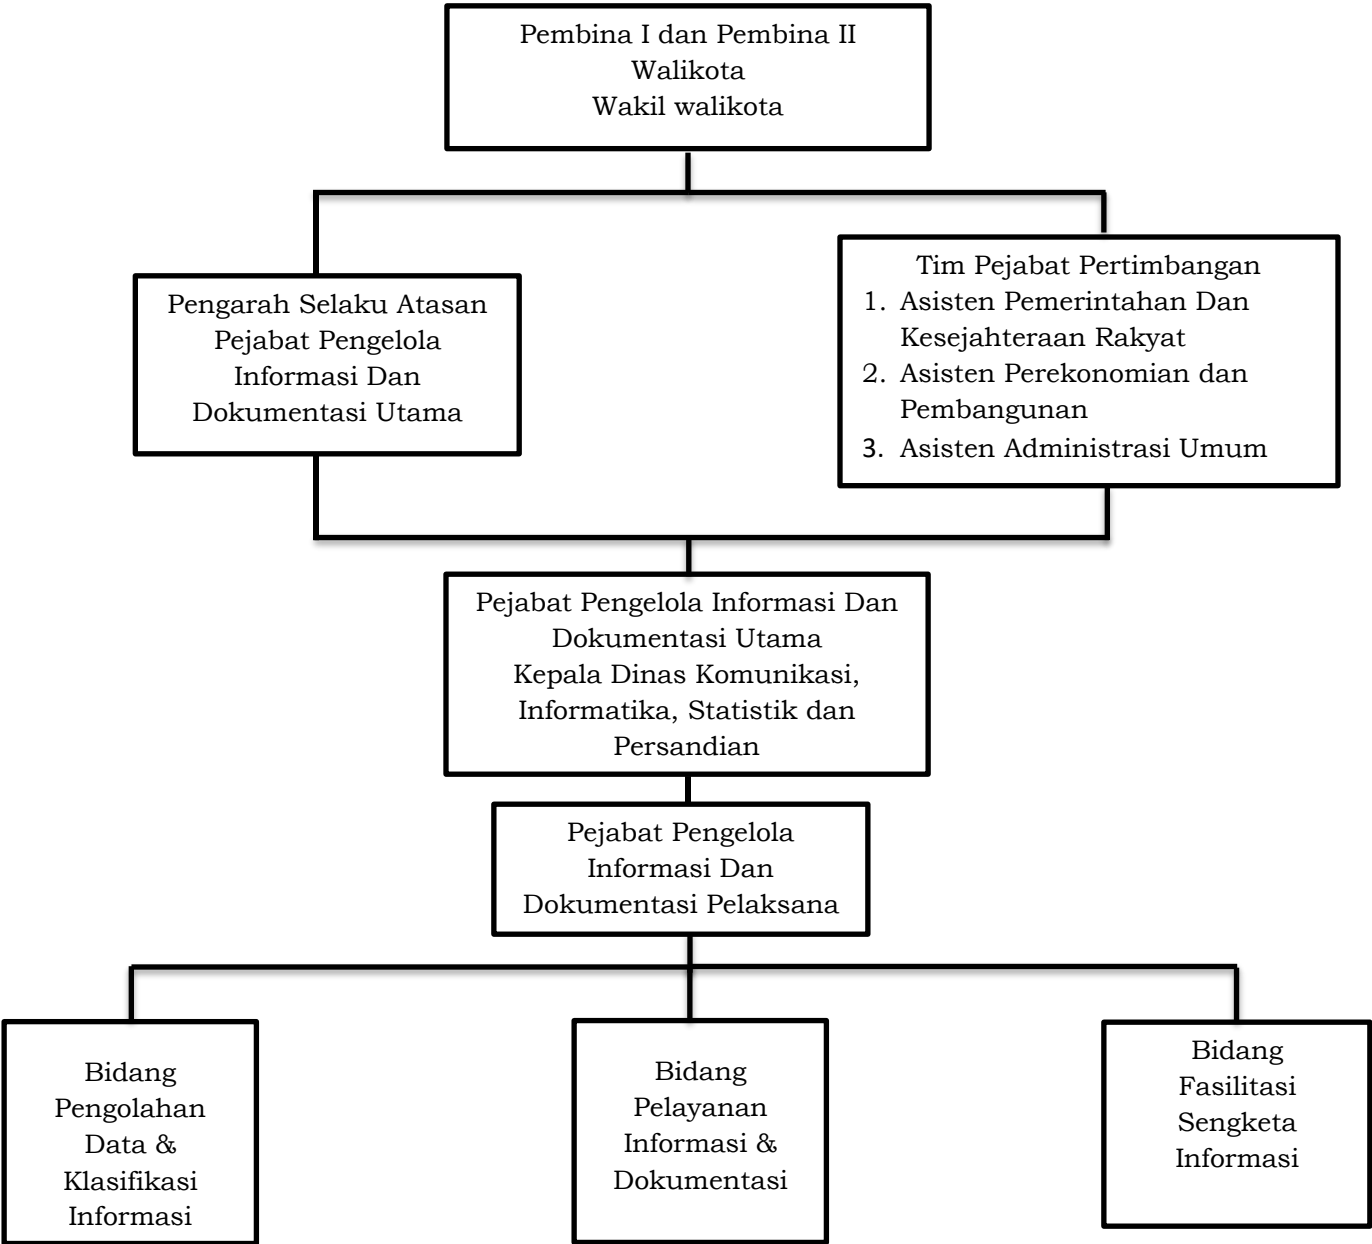 Pembina I dan Pembina II
Walikota
Wakil walikota
Pengarah Selaku Atasan
Pejabat Pengelola
Informasi Dan
Dokumentasi Utama
Tim Pejabat Pertimbangan
1. Asisten Pemerintahan Dan
Kesejahteraan Rakyat
2. Asisten Perekonomian dan
Pembangunan
3. Asisten Administrasi Umum
Pejabat Pengelola Informasi Dan
Dokumentasi Utama
Kepala Dinas Komunikasi,
Informatika, Statistik dan
Persandian
Pejabat Pengelola
Informasi Dan
Dokumentasi Pelaksana
Bidang
Pengolahan
Data &
Klasifikasi
Informasi
Bidang
Pelayanan
Informasi &
Dokumentasi
Bidang
Fasilitasi
Sengketa
Informasi